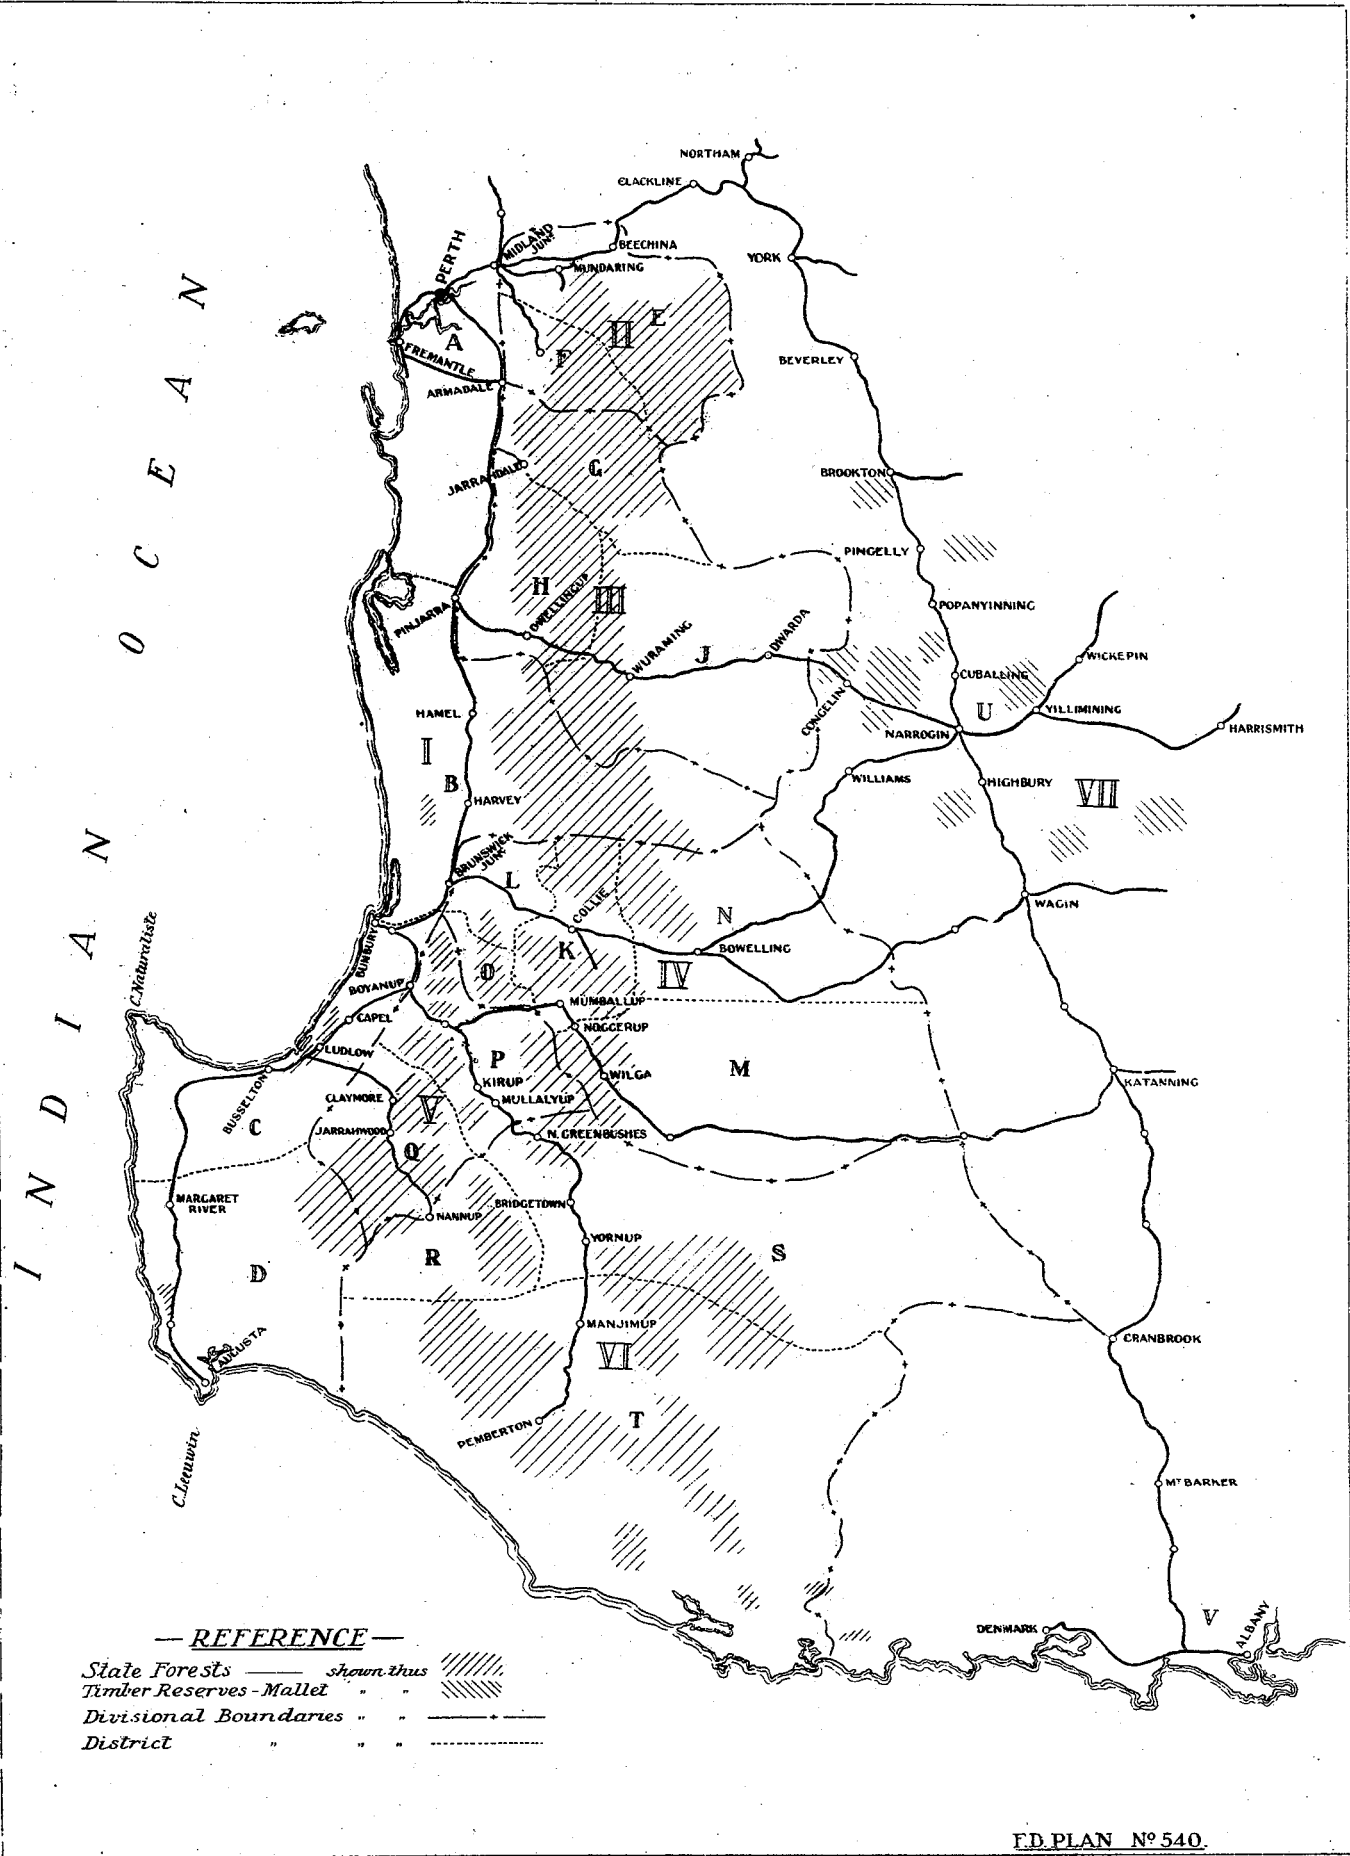 NORTHAM
CLACKLINE
MIDLAND
JUNC
BEECHINA
PERTH
MUNDARING
YORK
E
II
A
F
FREMANTLE
BEVERLEY
ARMADALE
G
BROOKTON
JARRAHDALE
PINGELLY
H
DWELLINGUP
III
POPANYINNING
PINJARRA
WURAMING
DWARDA
J
WICKEPIN
CUBALLING
CONGELIN
HAMEL
U
YILLIMINING
NARROGIN
HARRISMITH
I
B
WILLIAMS
HIGHBURY
VII
HARVEY
BRUNSWICK
JUNC
L
COLLIE
N
WAGIN
BUNBURY
K
BOWELLING
O
IV
BOYANUP
MUMBALLUP
CAPEL
NOGGERUP
LUDLOW
P
WILGA
M
KIRUP
KATANNING
BUSSELTON
CLAYMORE
MULLALYUP
V
C
JARRAHWOOD
N. GREENBUSHES
Q
MARGARET
RIVER
BRIDGETOWN
NANNUP
YORNUP
R
S
D
MANJIMUP
CRANBROOK
VI
AUGUSTA
T
PEMBERTON
MT BARKER
V
DENMARK
ALBANY
INDIAN OCEAN
C. Naturaliste
C. Leeuwin
— REFERENCE —
State Forests —— shown thus
Timber Reserves - Mallet " "
Divisional Boundaries " "
District " " "
F.D. PLAN No 540.